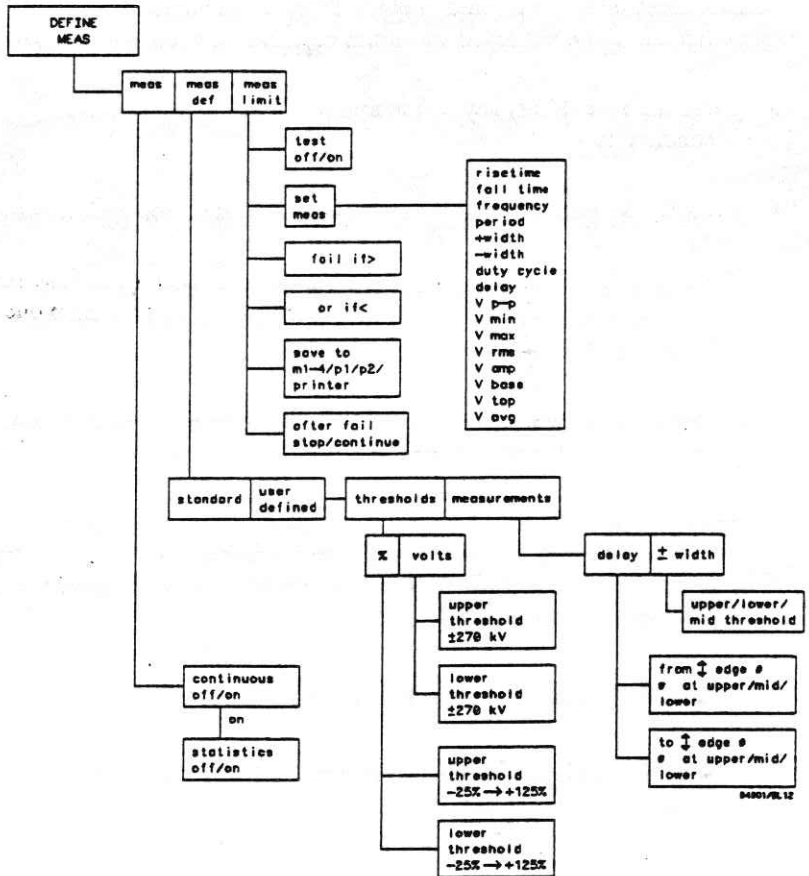 DEFINE
MEAS
meas
meas
def
meas
limit
test
off/on
set
meas
risetime
fall time
frequency
period
+width
-width
duty cycle
delay
V p-p
V min
V max
V rms
V amp
V base
V top
V avg
fail if>
or if<
save to
m1-4/p1/p2/
printer
after fail
stop/continue
standard
user
defined
thresholds
measurements
%
volts
delay
± width
upper
threshold
±270 kV
lower
threshold
±270 kV
upper/lower/
mid threshold
from ↕ edge #
# at upper/mid/
lower
to ↕ edge #
# at upper/mid/
lower
continuous
off/on
on
statistics
off/on
upper
threshold
-25% → +125%
lower
threshold
-25% → +125%